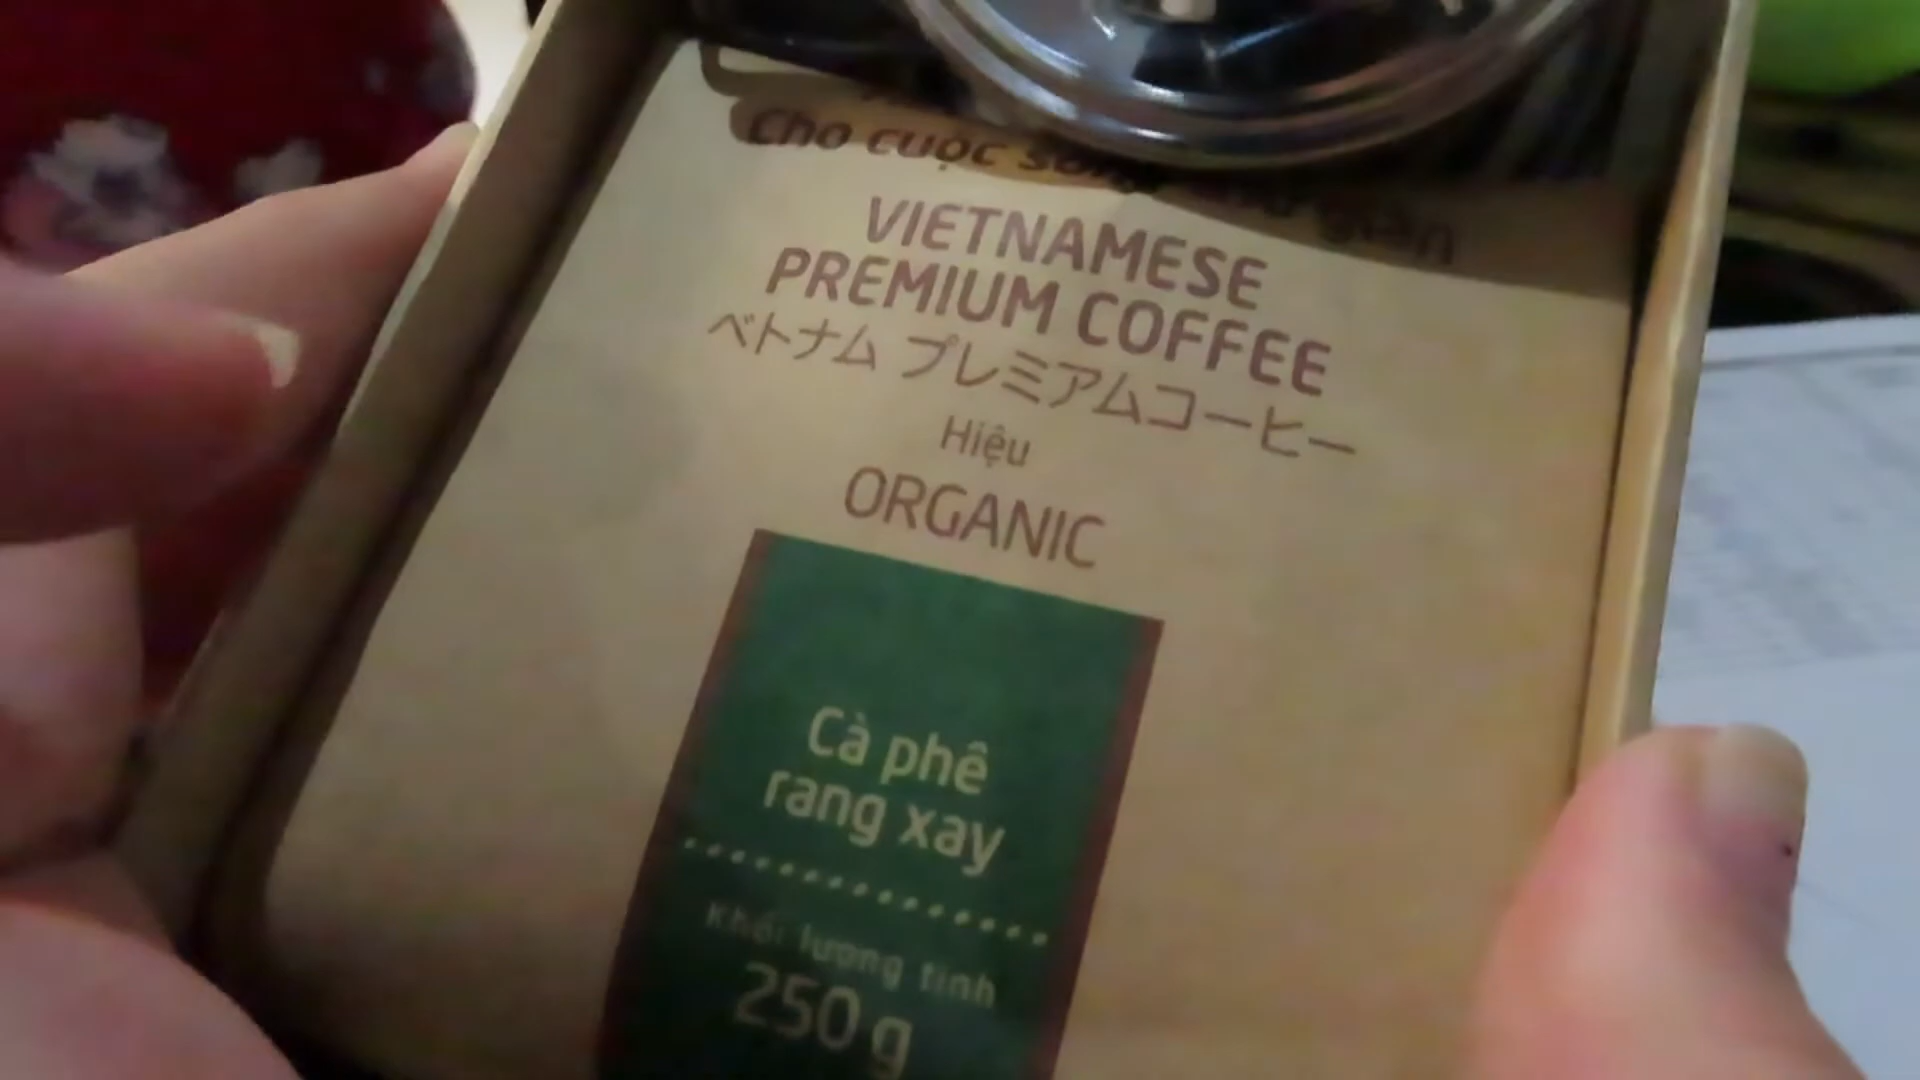 Cho cuộc sống
VIETNAMESE
PREMIUM COFFEE
ベトナム プレミアムコーヒー
Hiệu
ORGANIC
Cà phê
rang xay
Khối lượng tịnh
250 g